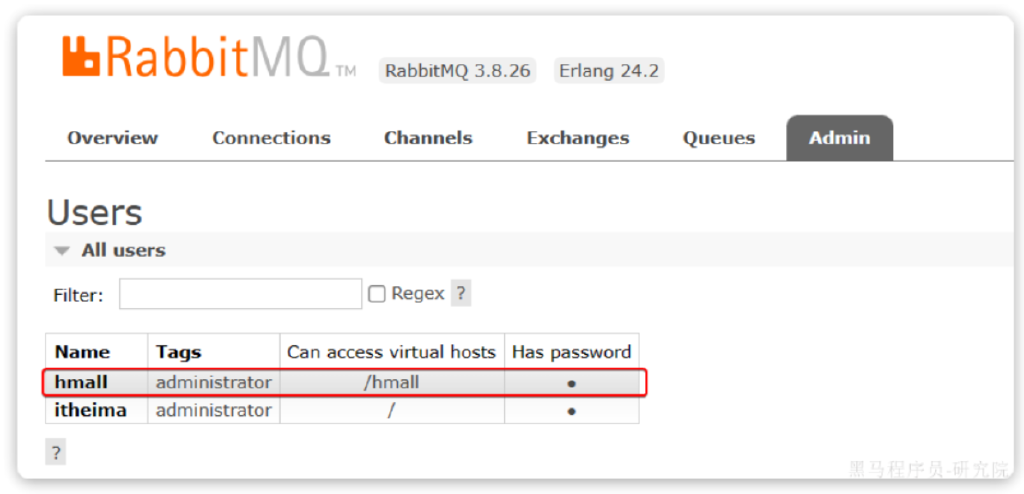 RabbitMQ TM RabbitMQ 3.8.26 Erlang 24.2
Overview Connections Channels Exchanges Queues Admin
Users
All users
Filter: Regex ?
Name Tags Can access virtual hosts Has password
hmall administrator /hmall ●
itheima administrator / ●
?
黑马程序员-研究院